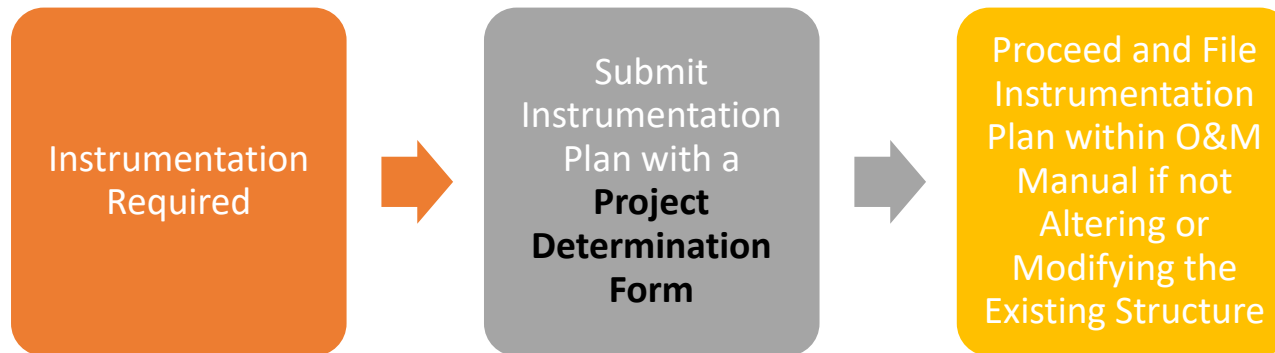 Instrumentation
Required
Submit
Instrumentation
Plan with a
Project
Determination
Form
Proceed and File
Instrumentation
Plan within O&M
Manual if not
Altering or
Modifying the
Existing Structure